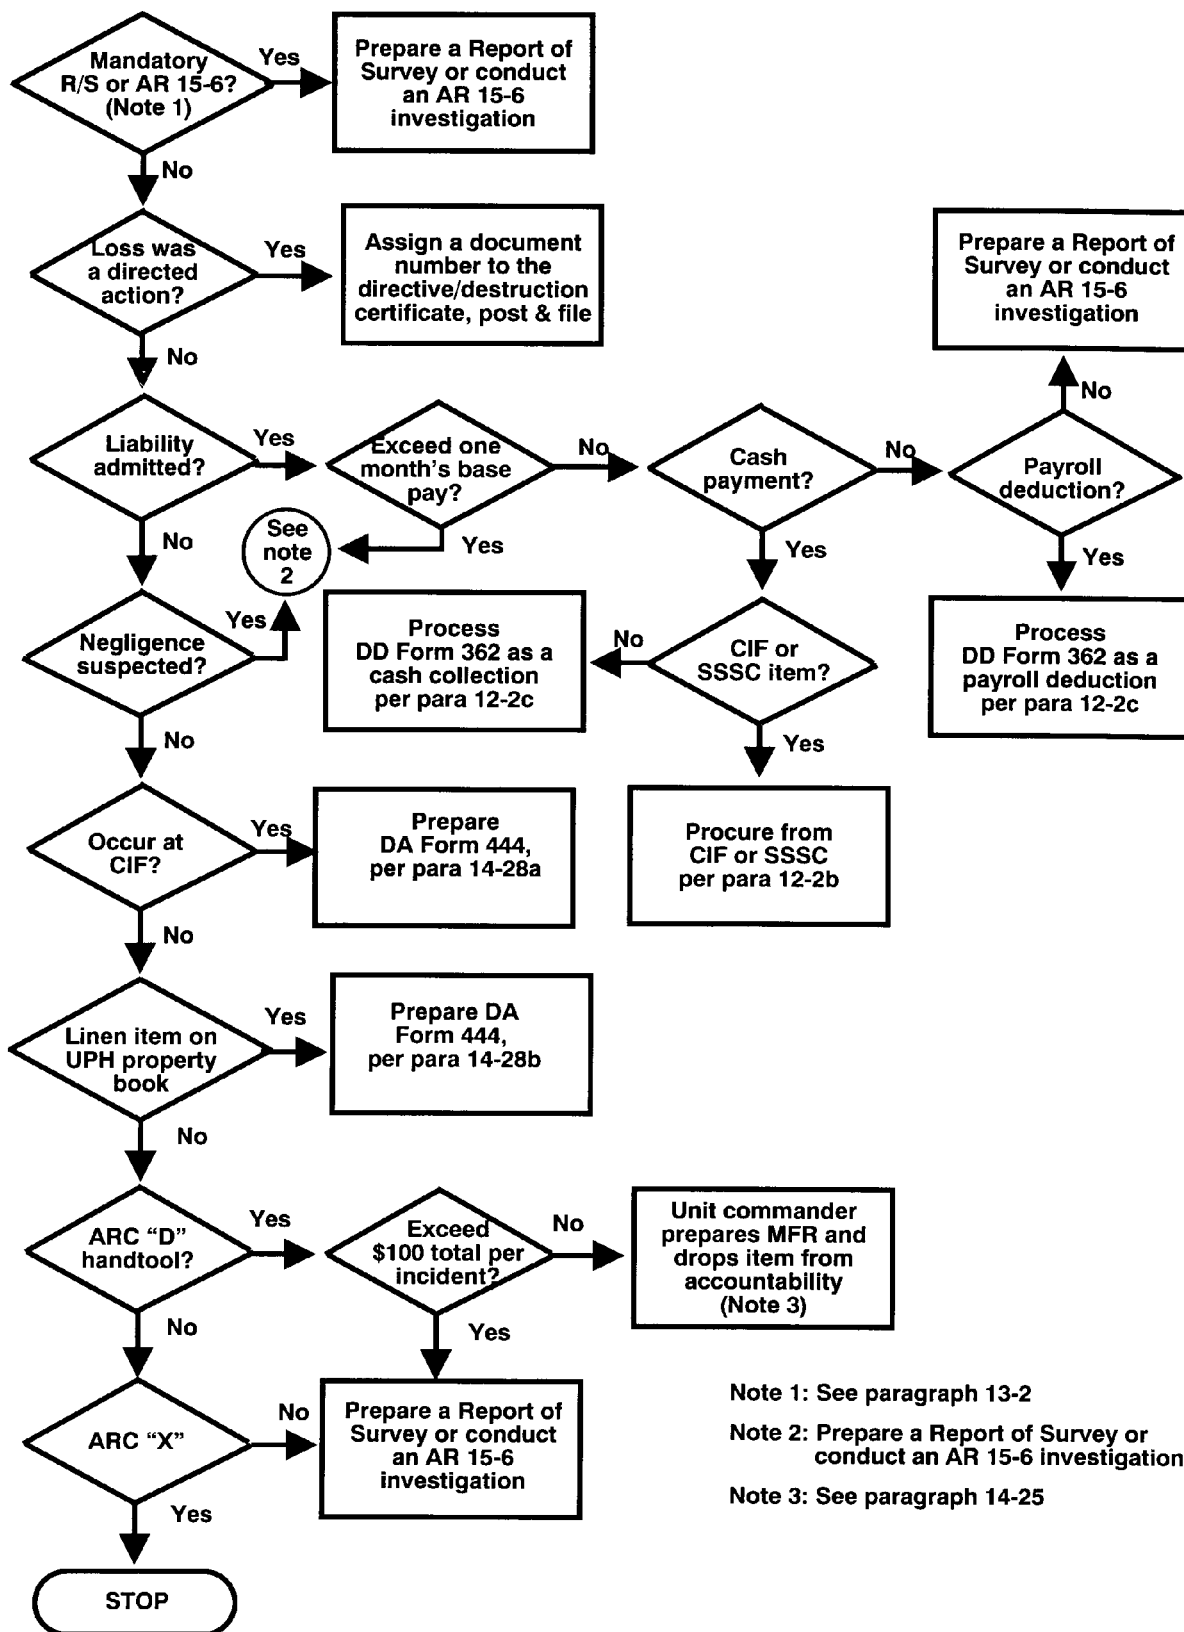 Mandatory
R/S or AR 15-6?
(Note 1)
Yes
Prepare a Report of
Survey or conduct
an AR 15-6
investigation
No
Loss was
a directed
action?
Yes
Assign a document
number to the
directive/destruction
certificate, post & file
Prepare a Report of
Survey or conduct
an AR 15-6
investigation
No
No
Liability
admitted?
Yes
Exceed one
month's base
pay?
No
Cash
payment?
No
Payroll
deduction?
No
See
note
2
Yes
Yes
Yes
Negligence
suspected?
Yes
Process
DD Form 362 as a
cash collection
per para 12-2c
No
CIF or
SSSC item?
Process
DD Form 362 as a
payroll deduction
per para 12-2c
No
Yes
Occur at
CIF?
Yes
Prepare
DA Form 444,
per para 14-28a
Procure from
CIF or SSSC
per para 12-2b
No
Linen item on
UPH property
book
Yes
Prepare DA
Form 444,
per para 14-28b
No
ARC “D”
handtool?
Yes
Exceed
$100 total per
incident?
No
Unit commander
prepares MFR and
drops item from
accountability
(Note 3)
No
Yes
ARC “X”
No
Prepare a Report of
Survey or conduct
an AR 15-6
investigation
Yes
STOP
Note 1: See paragraph 13-2
Note 2: Prepare a Report of Survey or
conduct an AR 15-6 investigation
Note 3: See paragraph 14-25